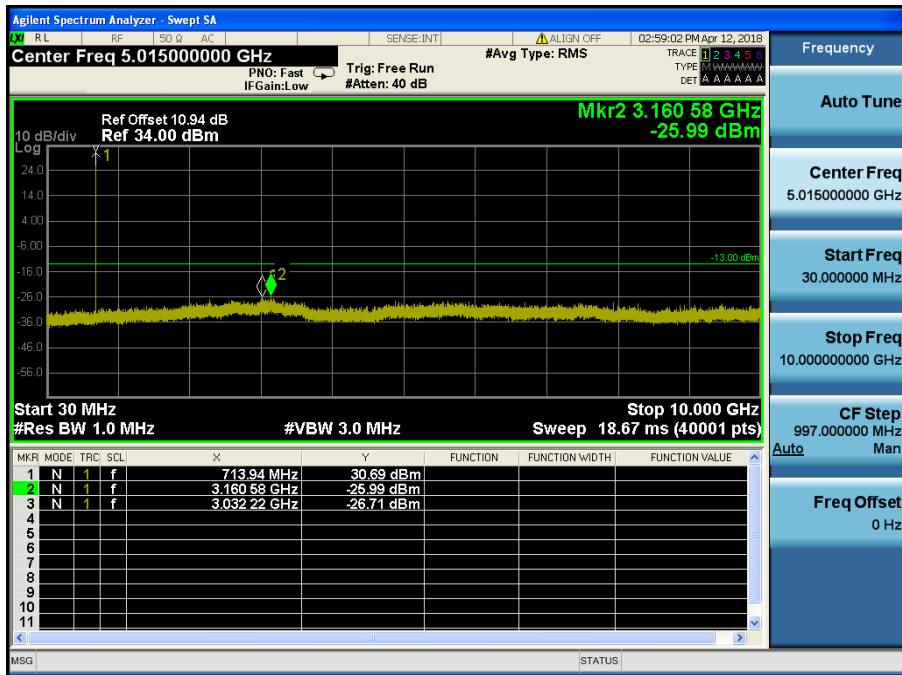 Agilent Spectrum Analyzer - Swept SA
LXI RL RF 50 Ω AC SENSE:INT ALIGN OFF 02:59:02 PM Apr 12, 2018
Center Freq 5.015000000 GHz
PNO: Fast
IFGain:Low
Trig: Free Run
#Atten: 40 dB
#Avg Type: RMS
TRACE 1 2 3 4 5 6
TYPE M W W W W W
DET A A A A A A
Frequency
Mkr2 3.160 58 GHz
-25.99 dBm
Ref Offset 10.94 dB
10 dB/div Ref 34.00 dBm
Log
1
24.0
14.0
4.00
-6.00
-13.00 dBm
-16.0
2
-26.0
-36.0
-46.0
-56.0
Start 30 MHz Stop 10.000 GHz
#Res BW 1.0 MHz #VBW 3.0 MHz Sweep 18.67 ms (40001 pts)
MKR MODE TRC SCL X Y FUNCTION FUNCTION WIDTH FUNCTION VALUE
1 N 1 f 713.94 MHz 30.69 dBm
2 N 1 f 3.160 58 GHz -25.99 dBm
3 N 1 f 3.032 22 GHz -26.71 dBm
4
5
6
7
8
9
10
11
MSG STATUS
Auto Tune
Center Freq
5.015000000 GHz
Start Freq
30.000000 MHz
Stop Freq
10.000000000 GHz
CF Step
997.000000 MHz
Auto Man
Freq Offset
0 Hz